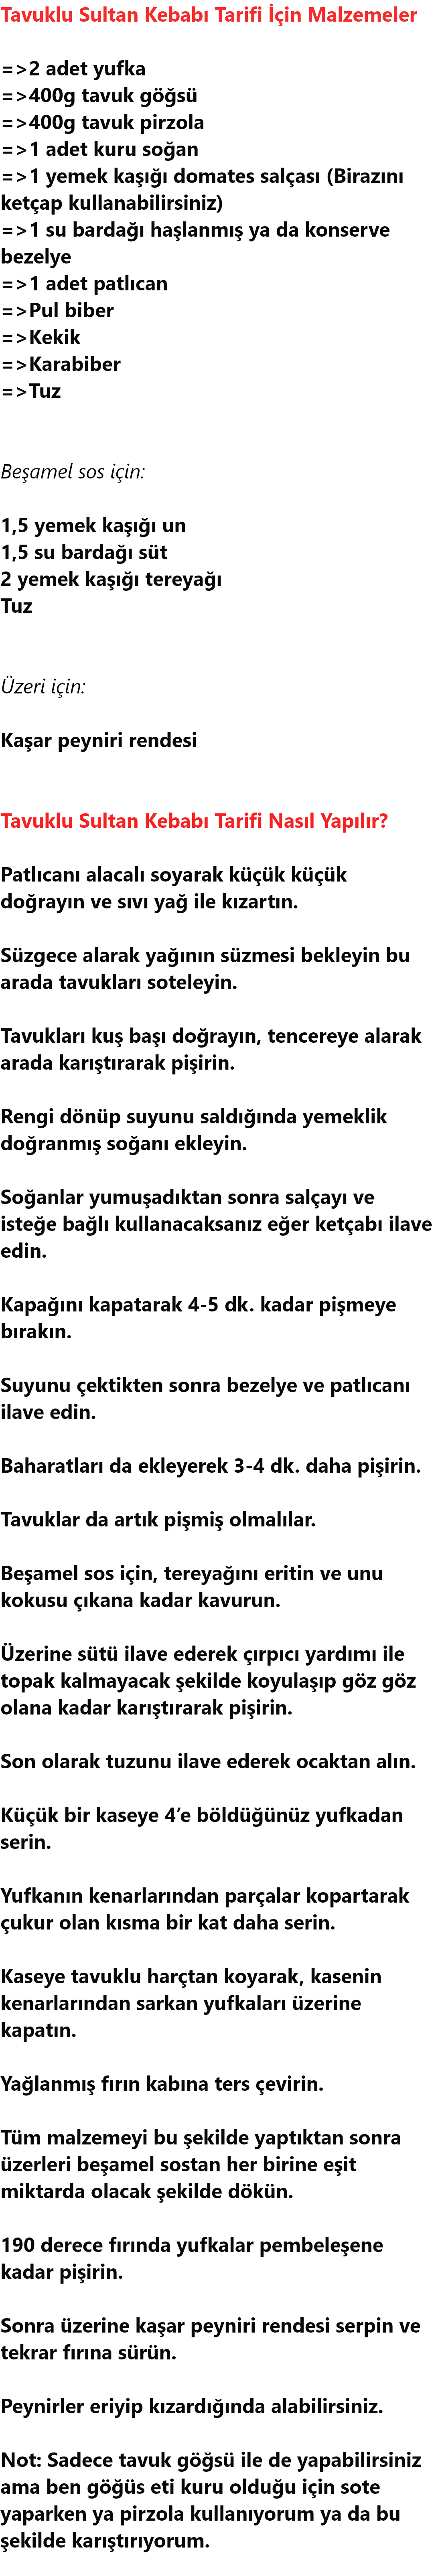 Tavuklu Sultan Kebabı Tarifi İçin Malzemeler
=>2 adet yufka
=>400g tavuk göğsü
=>400g tavuk pirzola
=>1 adet kuru soğan
=>1 yemek kaşığı domates salçası (Birazını
ketçap kullanabilirsiniz)
=>1 su bardağı haşlanmış ya da konserve
bezelye
=>1 adet patlıcan
=>Pul biber
=>Kekik
=>Karabiber
=>Tuz
Beşamel sos için:
1,5 yemek kaşığı un
1,5 su bardağı süt
2 yemek kaşığı tereyağı
Tuz
Üzeri için:
Kaşar peyniri rendesi
Tavuklu Sultan Kebabı Tarifi Nasıl Yapılır?
Patlıcanı alacalı soyarak küçük küçük
doğrayın ve sıvı yağ ile kızartın.
Süzgece alarak yağının süzmesi bekleyin bu
arada tavukları soteleyin.
Tavukları kuş başı doğrayın, tencereye alarak
arada karıştırarak pişirin.
Rengi dönüp suyunu saldığında yemeklik
doğranmış soğanı ekleyin.
Soğanlar yumuşadıktan sonra salçayı ve
isteğe bağlı kullanacaksanız eğer ketçabı ilave
edin.
Kapağını kapatarak 4-5 dk. kadar pişmeye
bırakın.
Suyunu çektikten sonra bezelye ve patlıcanı
ilave edin.
Baharatları da ekleyerek 3-4 dk. daha pişirin.
Tavuklar da artık pişmiş olmalılar.
Beşamel sos için, tereyağını eritin ve unu
kokusu çıkana kadar kavurun.
Üzerine sütü ilave ederek çırpıcı yardımı ile
topak kalmayacak şekilde koyulaşıp göz göz
olana kadar karıştırarak pişirin.
Son olarak tuzunu ilave ederek ocaktan alın.
Küçük bir kaseye 4’e böldüğünüz yufkadan
serin.
Yufkanın kenarlarından parçalar kopartarak
çukur olan kısma bir kat daha serin.
Kaseye tavuklu harçtan koyarak, kasenin
kenarlarından sarkan yufkaları üzerine
kapatın.
Yağlanmış fırın kabına ters çevirin.
Tüm malzemeyi bu şekilde yaptıktan sonra
üzerleri beşamel sostan her birine eşit
miktarda olacak şekilde dökün.
190 derece fırında yufkalar pembeleşene
kadar pişirin.
Sonra üzerine kaşar peyniri rendesi serpin ve
tekrar fırına sürün.
Peynirler eriyip kızardığında alabilirsiniz.
Not: Sadece tavuk göğsü ile de yapabilirsiniz
ama ben göğüs eti kuru olduğu için sote
yaparken ya pirzola kullanıyorum ya da bu
şekilde karıştırıyorum.